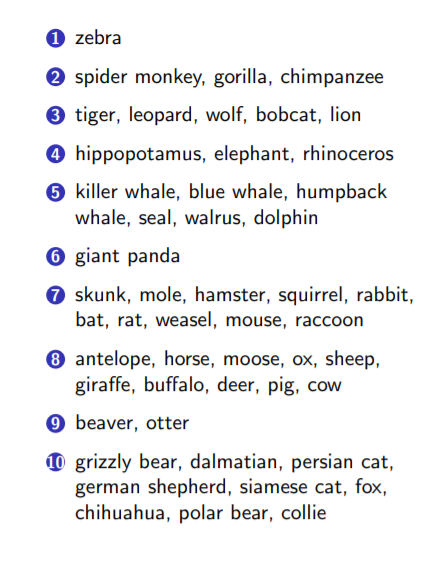 1 zebra
2 spider monkey, gorilla, chimpanzee
3 tiger, leopard, wolf, bobcat, lion
4 hippopotamus, elephant, rhinoceros
5 killer whale, blue whale, humpback
whale, seal, walrus, dolphin
6 giant panda
7 skunk, mole, hamster, squirrel, rabbit,
bat, rat, weasel, mouse, raccoon
8 antelope, horse, moose, ox, sheep,
giraffe, buffalo, deer, pig, cow
9 beaver, otter
10 grizzly bear, dalmatian, persian cat,
german shepherd, siamese cat, fox,
chihuahua, polar bear, collie